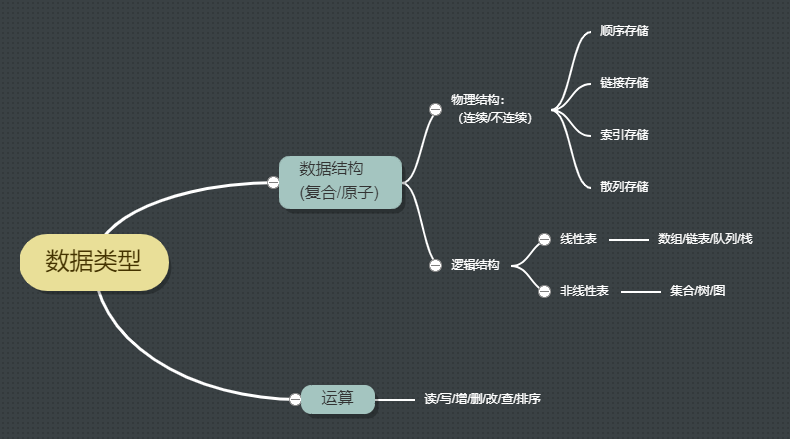 数据类型
数据结构
(复合/原子)
物理结构：
（连续/不连续）
顺序存储
链接存储
索引存储
散列存储
逻辑结构
线性表
数组/链表/队列/栈
非线性表
集合/树/图
运算
读/写/增/删/改/查/排序